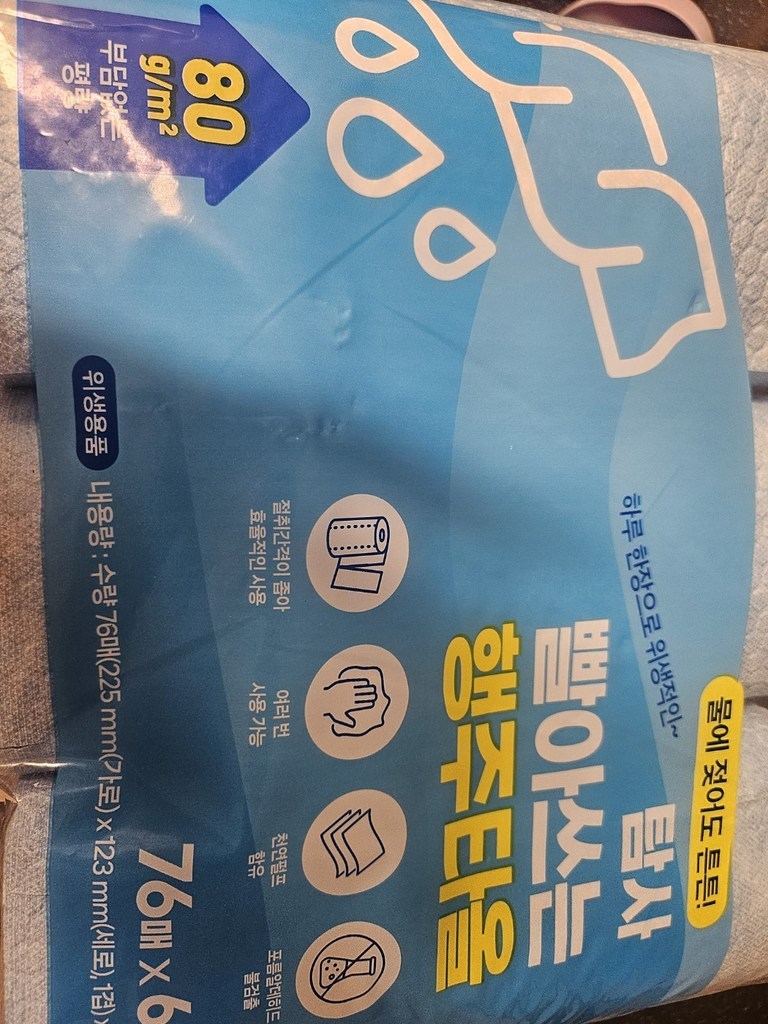 물에 젖어도 튼튼!
하루 한장으로 위생적인~
탐사
빨아쓰는
행주타올
절취간격이 좁아
효율적인 사용
여러 번
사용 가능
천연펄프
함유
포름알데히드
불검출
80
g/m²
부담없는
평량
76매 x 6
위생용품
내용량 : 수량 76매(225 mm(가로) x 123 mm(세로), 1겹)